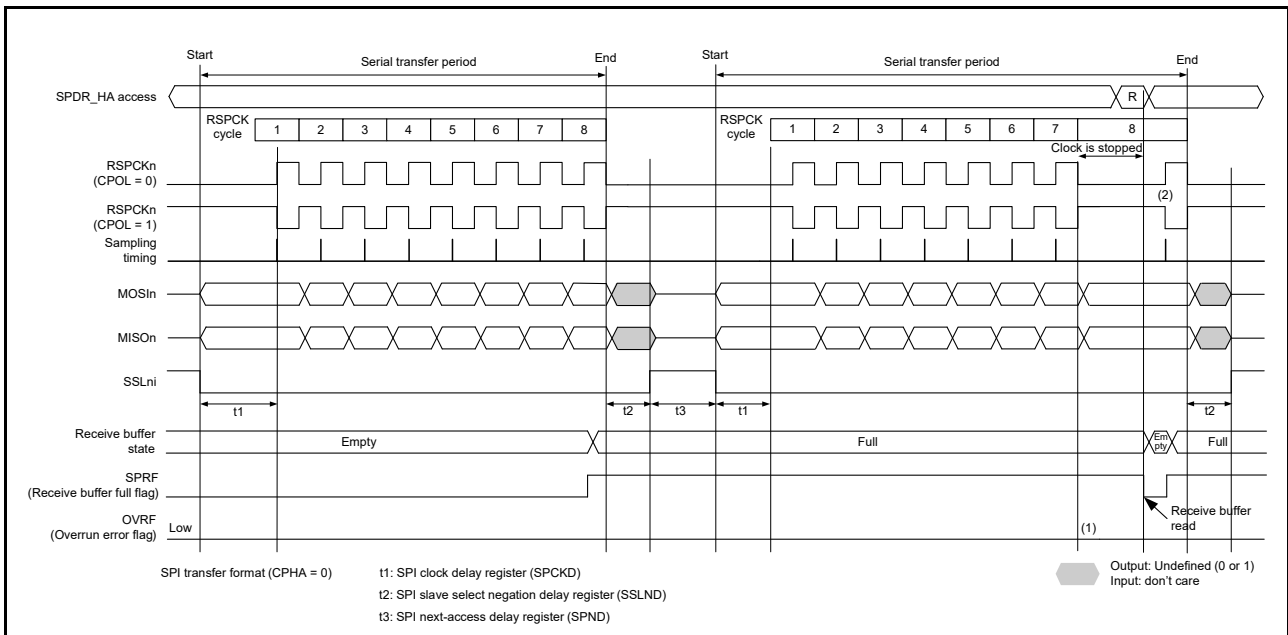 Start
Serial transfer period
End
Start
Serial transfer period
End
SPDR_HA access
R
RSPCK
cycle
1 2 3 4 5 6 7 8
RSPCK
cycle
1 2 3 4 5 6 7 8
Clock is stopped
RSPCKn
(CPOL = 0)
(2)
RSPCKn
(CPOL = 1)
Sampling
timing
MOSIn
MISOn
SSLni
t1
t2
t3
t1
t2
Receive buffer
state
Empty
Full
Em
pty
Full
SPRF
(Receive buffer full flag)
Receive buffer
read
OVRF
(Overrun error flag)
Low
(1)
SPI transfer format (CPHA = 0)
t1: SPI clock delay register (SPCKD)
t2: SPI slave select negation delay register (SSLND)
t3: SPI next-access delay register (SPND)
Output: Undefined (0 or 1)
Input: don't care